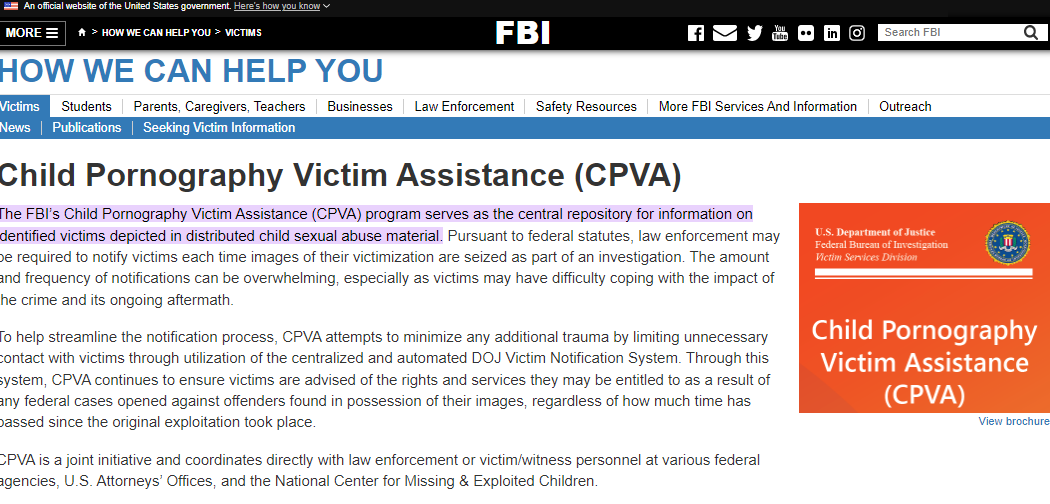 An official website of the United States government. Here's how you know
MORE > HOW WE CAN HELP YOU > VICTIMS
FBI
You Tube
in
Search FBI
HOW WE CAN HELP YOU
Victims Students Parents, Caregivers, Teachers Businesses Law Enforcement Safety Resources More FBI Services And Information Outreach
News Publications Seeking Victim Information
Child Pornography Victim Assistance (CPVA)
The FBI's Child Pornography Victim Assistance (CPVA) program serves as the central repository for information on
identified victims depicted in distributed child sexual abuse material. Pursuant to federal statutes, law enforcement may
be required to notify victims each time images of their victimization are seized as part of an investigation. The amount
and frequency of notifications can be overwhelming, especially as victims may have difficulty coping with the impact of
the crime and its ongoing aftermath.
To help streamline the notification process, CPVA attempts to minimize any additional trauma by limiting unnecessary
contact with victims through utilization of the centralized and automated DOJ Victim Notification System. Through this
system, CPVA continues to ensure victims are advised of the rights and services they may be entitled to as a result of
any federal cases opened against offenders found in possession of their images, regardless of how much time has
passed since the original exploitation took place.
CPVA is a joint initiative and coordinates directly with law enforcement or victim/witness personnel at various federal
agencies, U.S. Attorneys' Offices, and the National Center for Missing & Exploited Children.
U.S. Department of Justice
Federal Bureau of Investigation
Victim Services Division
Child Pornography
Victim Assistance
(CPVA)
View brochure